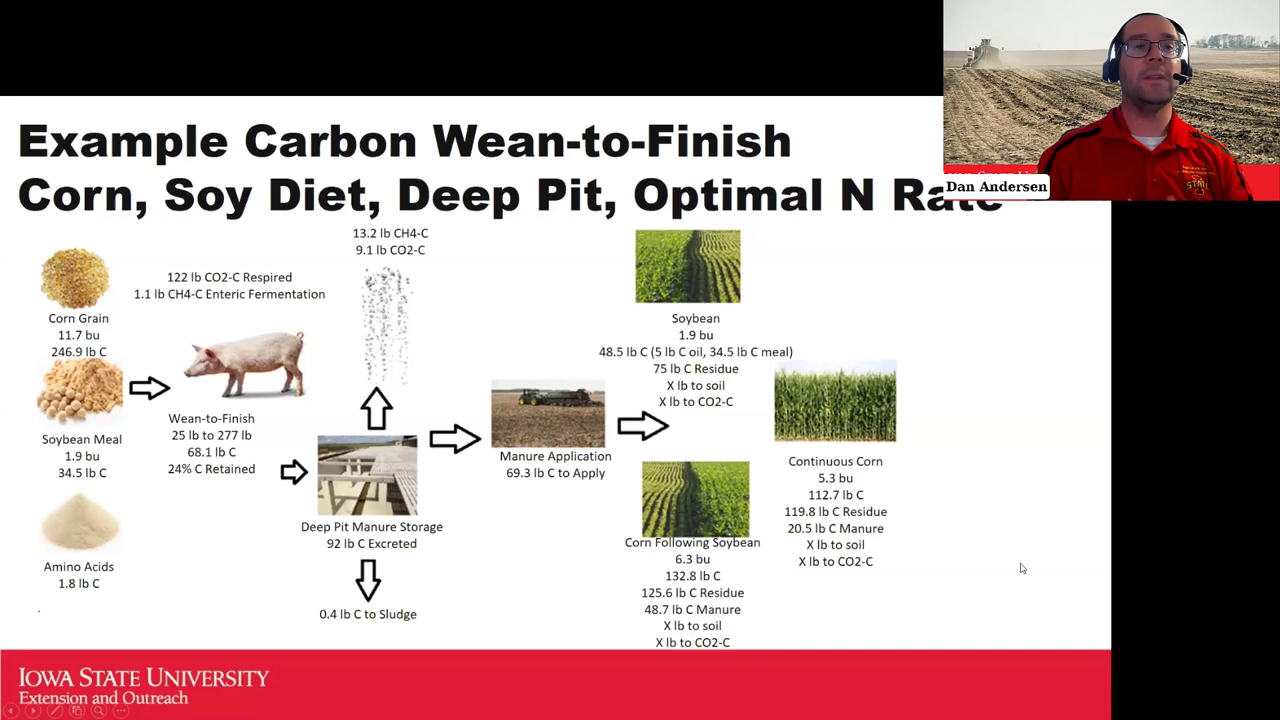 Example Carbon Wean-to-Finish
Corn, Soy Diet, Deep Pit, Optimal N Rate
Dan Andersen
13.2 lb CH4-C
9.1 lb CO2-C
122 lb CO2-C Respired
1.1 lb CH4-C Enteric Fermentation
Corn Grain
11.7 bu
246.9 lb C
Soybean Meal
1.9 bu
34.5 lb C
Amino Acids
1.8 lb C
Wean-to-Finish
25 lb to 277 lb
68.1 lb C
24% C Retained
Deep Pit Manure Storage
92 lb C Excreted
0.4 lb C to Sludge
Manure Application
69.3 lb C to Apply
Soybean
1.9 bu
48.5 lb C (5 lb C oil, 34.5 lb C meal)
75 lb C Residue
X lb to soil
X lb to CO2-C
Corn Following Soybean
6.3 bu
132.8 lb C
125.6 lb C Residue
48.7 lb C Manure
X lb to soil
X lb to CO2-C
Continuous Corn
5.3 bu
112.7 lb C
119.8 lb C Residue
20.5 lb C Manure
X lb to soil
X lb to CO2-C
IOWA STATE UNIVERSITY
Extension and Outreach